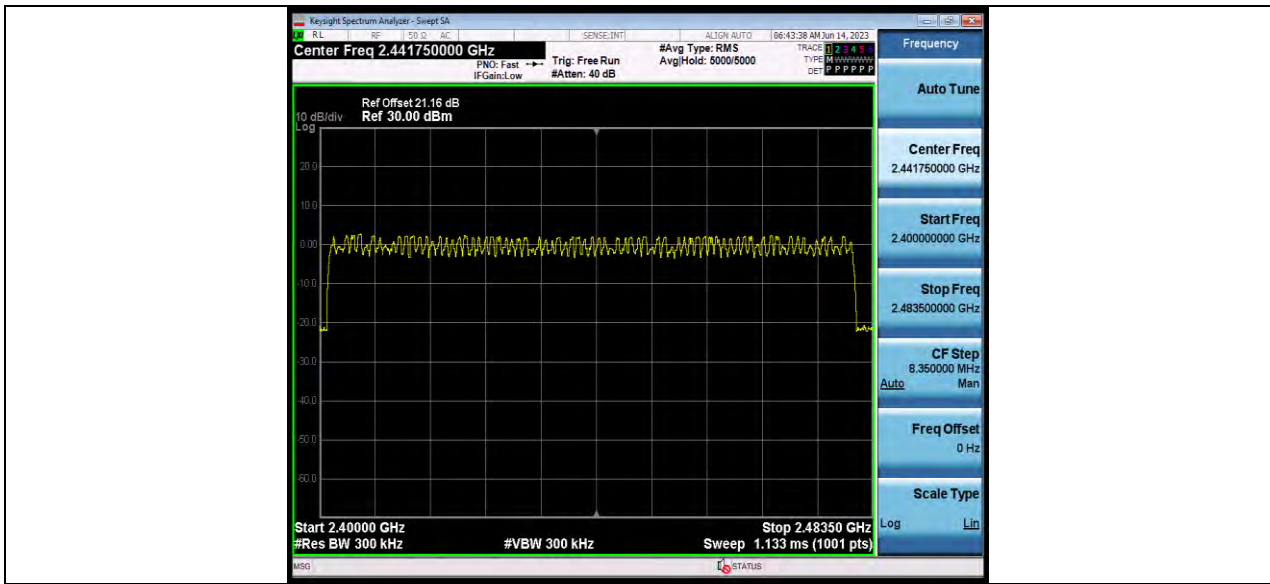 Keysight Spectrum Analyzer - Swept SA
RL RF 50 Ω AC SENSE:INT ALIGN AUTO 06:43:38 AM Jun 14, 2023
Center Freq 2.441750000 GHz
PNO: Fast
IFGain:Low
Trig: Free Run
#Atten: 40 dB
#Avg Type: RMS
Avg|Hold: 5000/5000
TRACE 1 2 3 4 5 6
TYPE M WWWWW
DET P P P P P P
Ref Offset 21.16 dB
10 dB/div Ref 30.00 dBm
Log
20.0
10.0
0.00
-10.0
-20.0
-30.0
-40.0
-50.0
-60.0
Start 2.40000 GHz Stop 2.48350 GHz
#Res BW 300 kHz #VBW 300 kHz Sweep 1.133 ms (1001 pts)
MSG STATUS
Frequency
Auto Tune
Center Freq
2.441750000 GHz
Start Freq
2.400000000 GHz
Stop Freq
2.483500000 GHz
CF Step
8.350000 MHz
Auto Man
Freq Offset
0 Hz
Scale Type
Log Lin